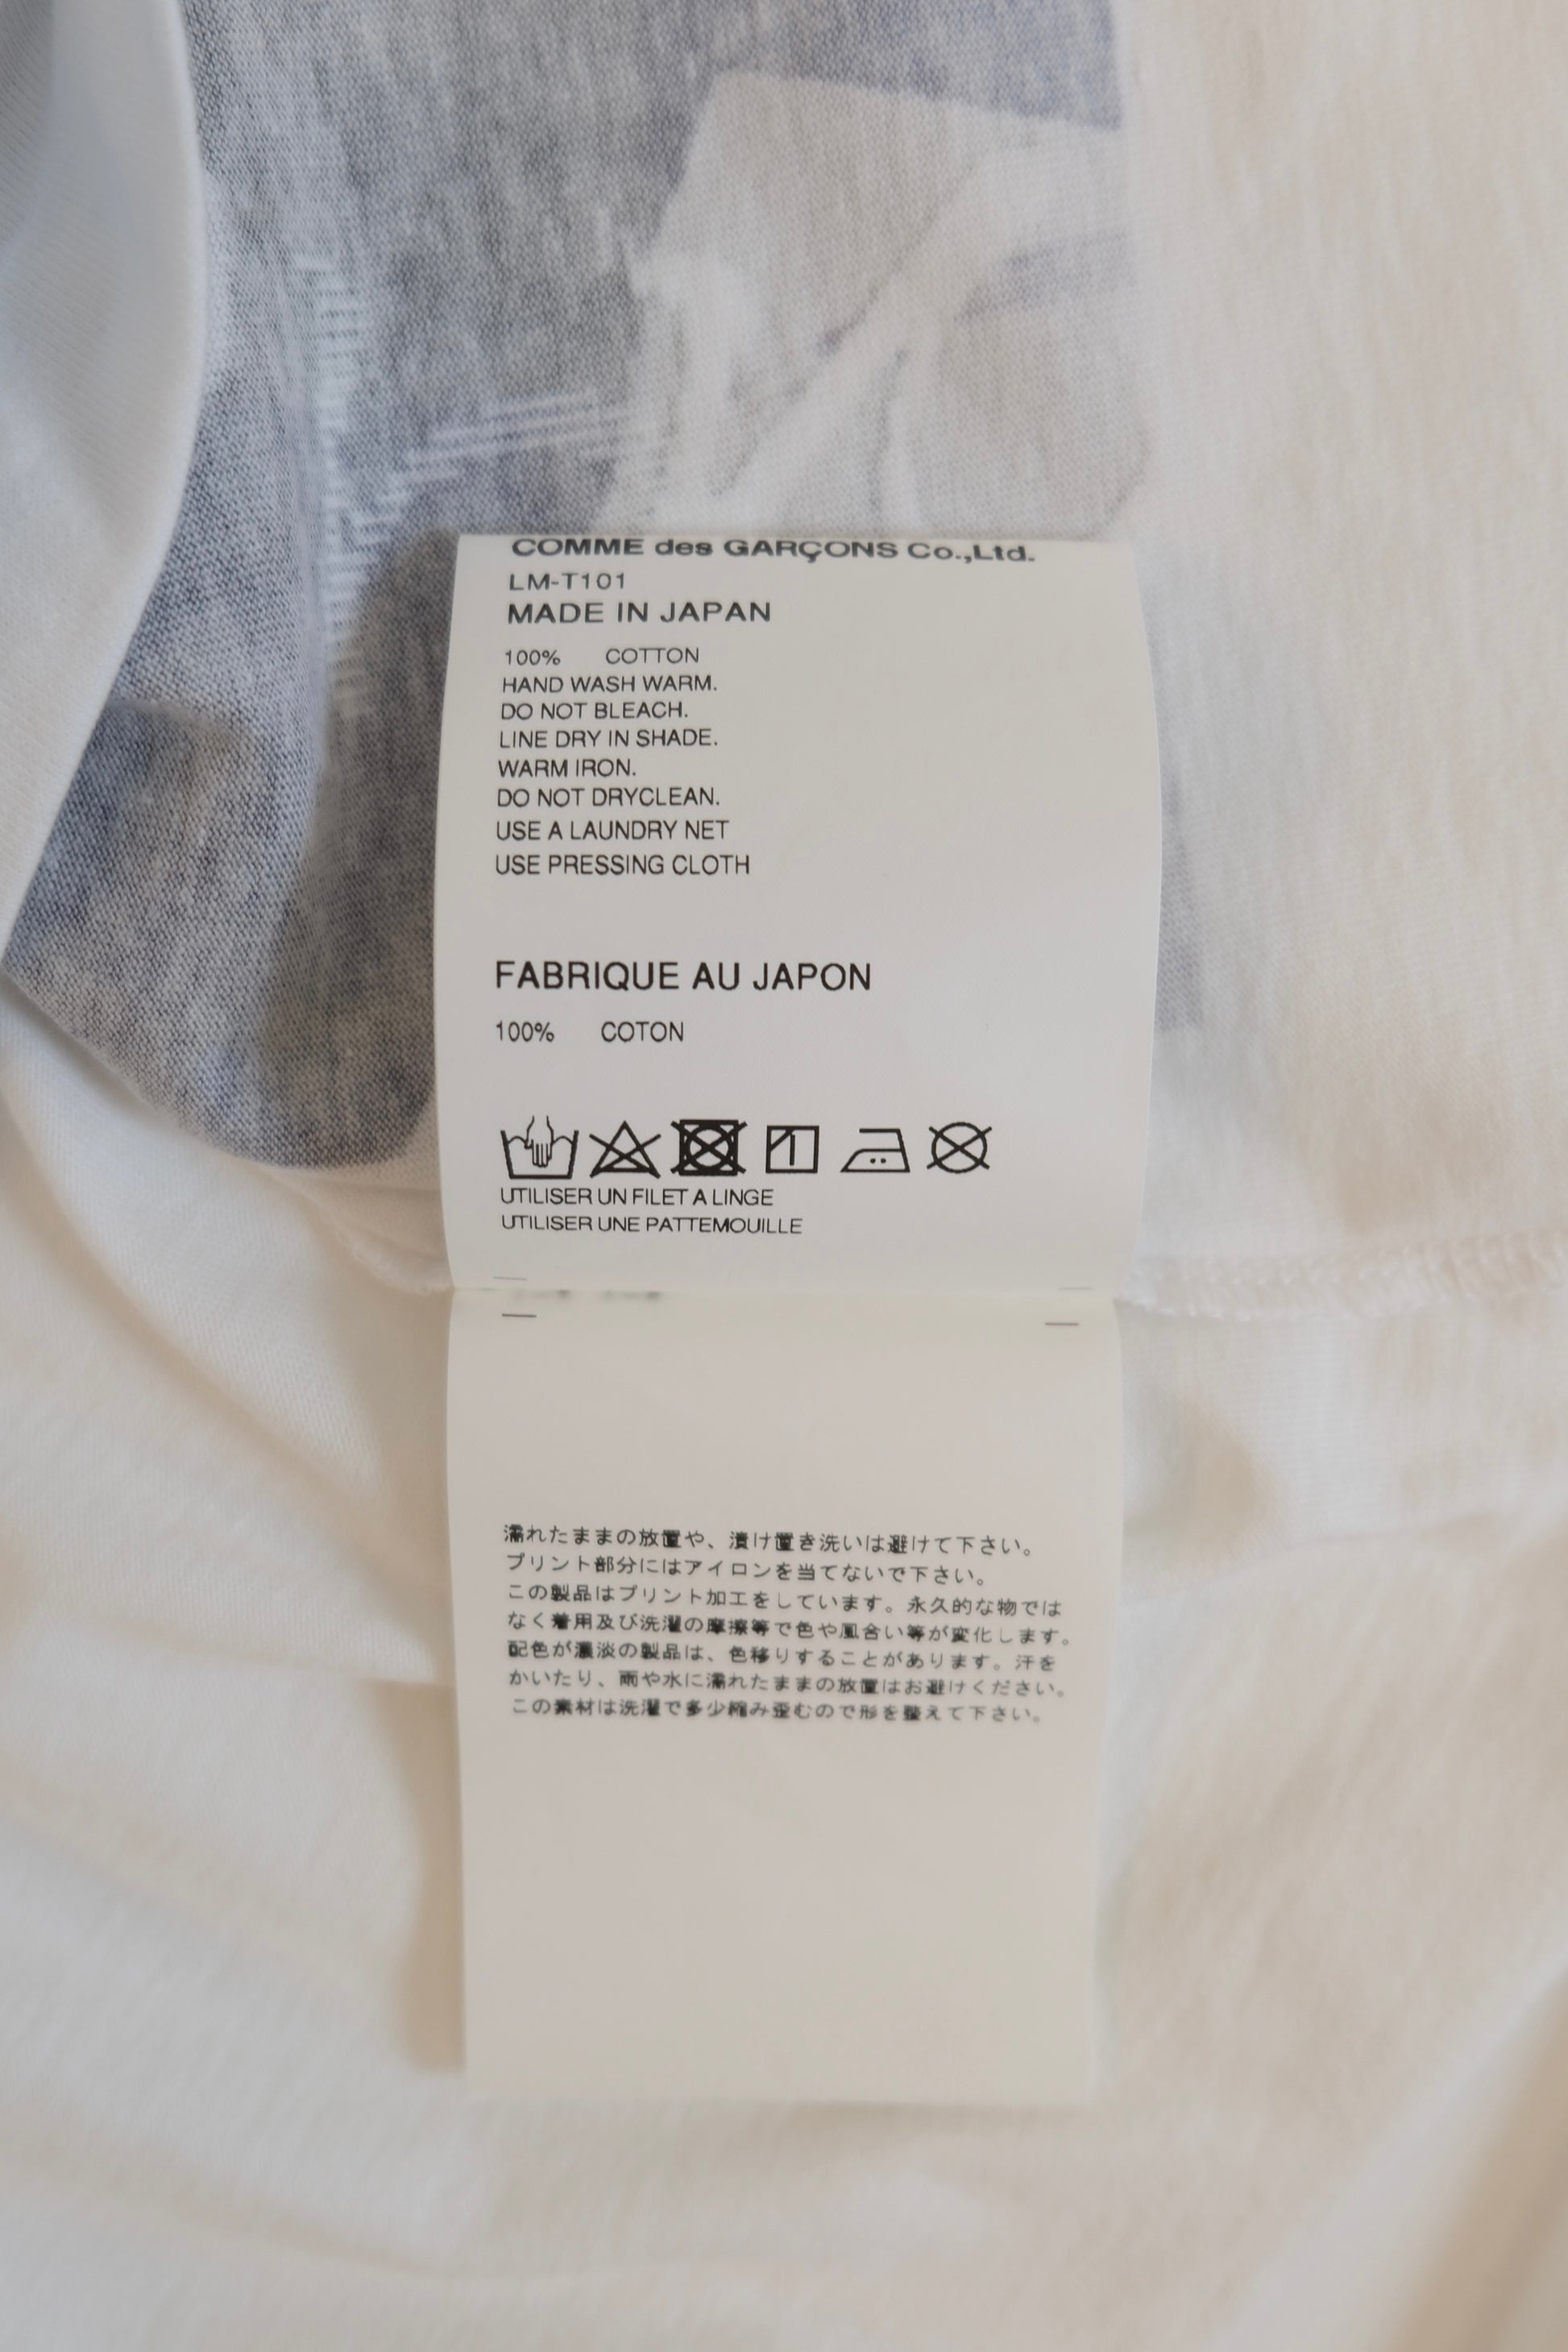 COMME des GARÇONS Co.,Ltd.
LM-T101
MADE IN JAPAN
100% COTTON
HAND WASH WARM.
DO NOT BLEACH.
LINE DRY IN SHADE.
WARM IRON.
DO NOT DRYCLEAN.
USE A LAUNDRY NET
USE PRESSING CLOTH
FABRIQUE AU JAPON
100% COTON
UTILISER UN FILET A LINGE
UTILISER UNE PATTEMOUILLE
濡れたままの放置や、漬け置き洗いは避けて下さい。
プリント部分にはアイロンを当てないで下さい。
この製品はプリント加工をしています。永久的な物では
なく着用及び洗濯の摩擦等で色や風合い等が変化します。
配色が濃淡の製品は、色移りすることがあります。汗を
かいたり、雨や水に濡れたままの放置はお避けください。
この素材は洗濯で多少縮み歪むので形を整えて下さい。